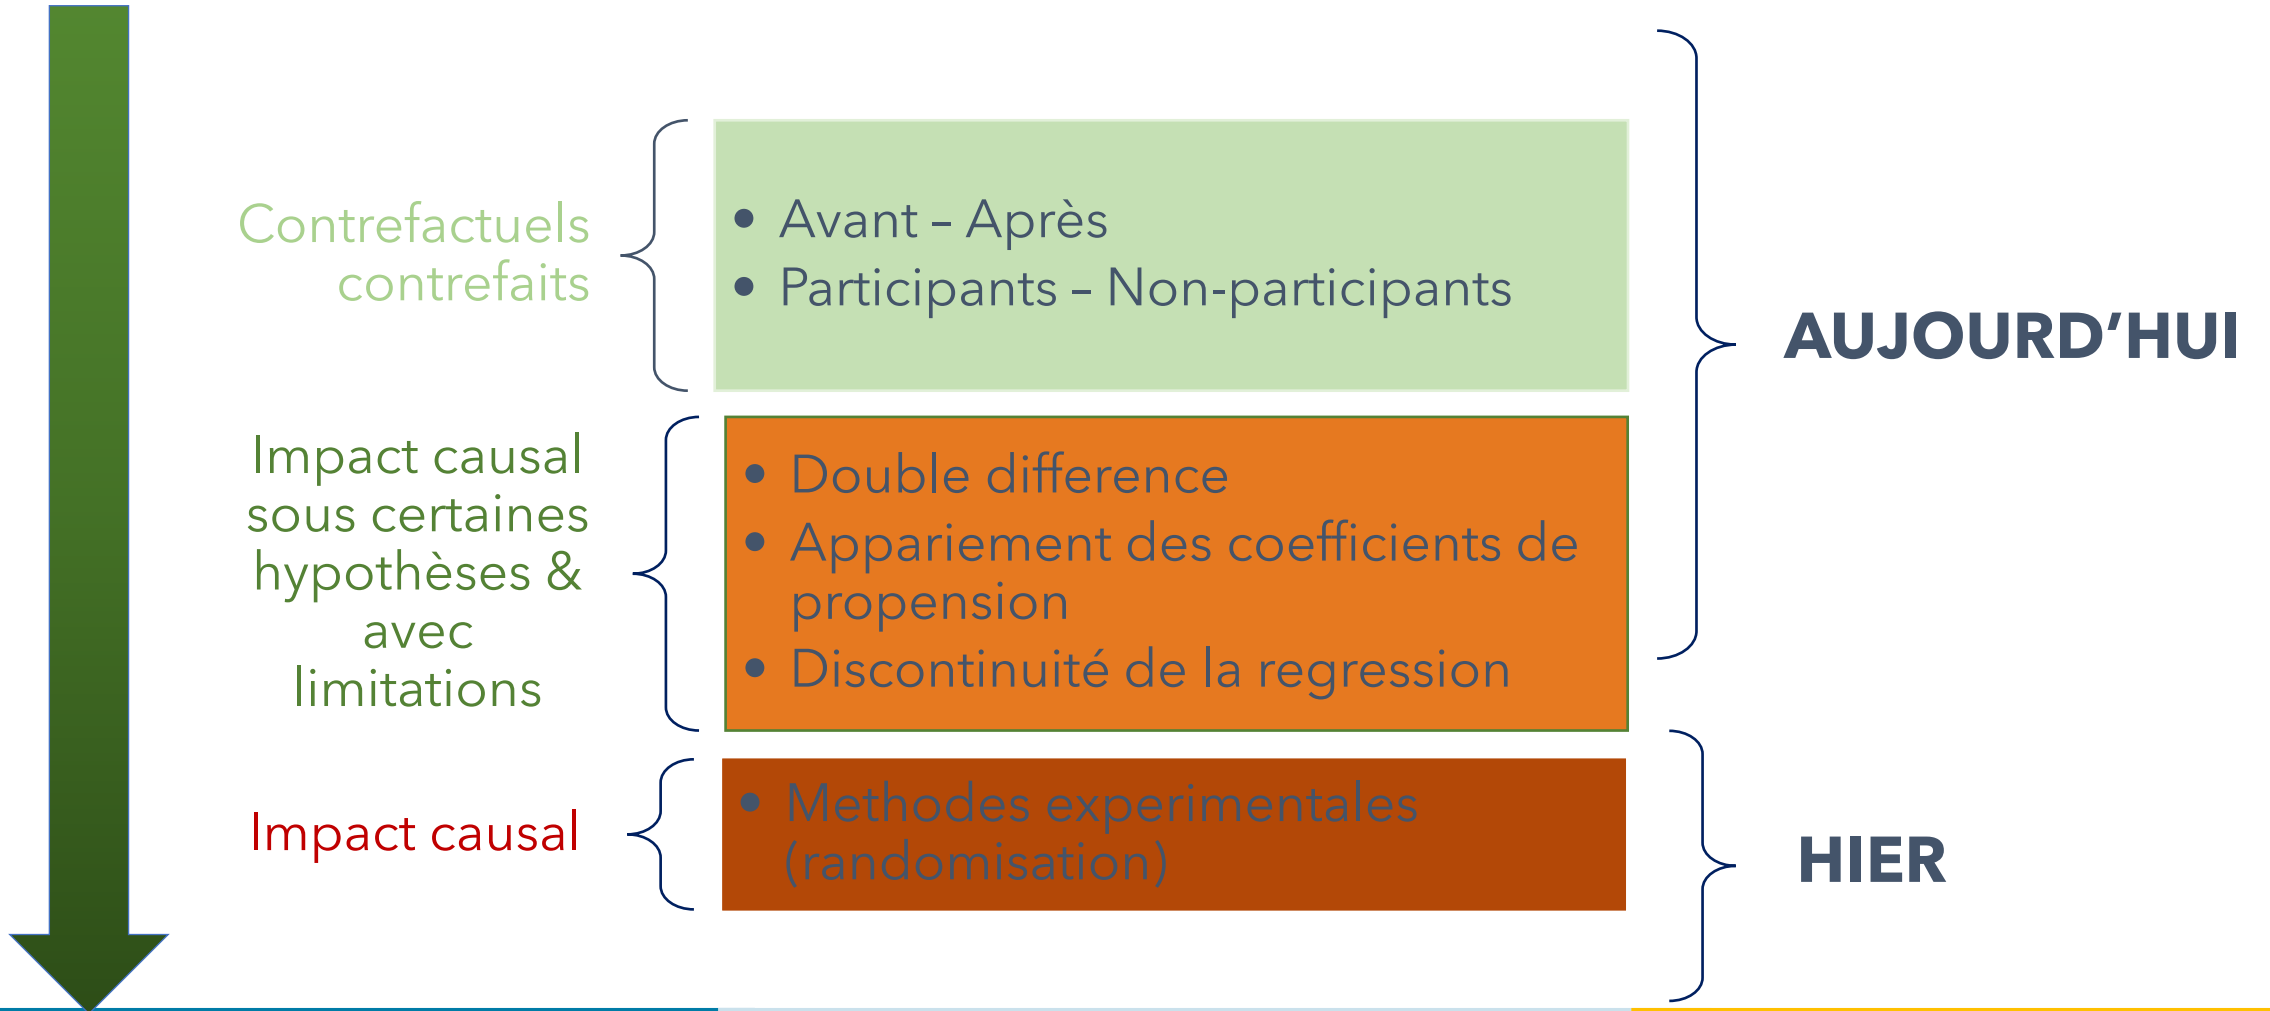 Contrefactuels
contrefaits
• Avant – Après
• Participants – Non-participants
AUJOURD’HUI
Impact causal
sous certaines
hypothèses &
avec
limitations
• Double difference
• Appariement des coefficients de
propension
• Discontinuité de la regression
Impact causal
• Methodes experimentales
(randomisation)
HIER